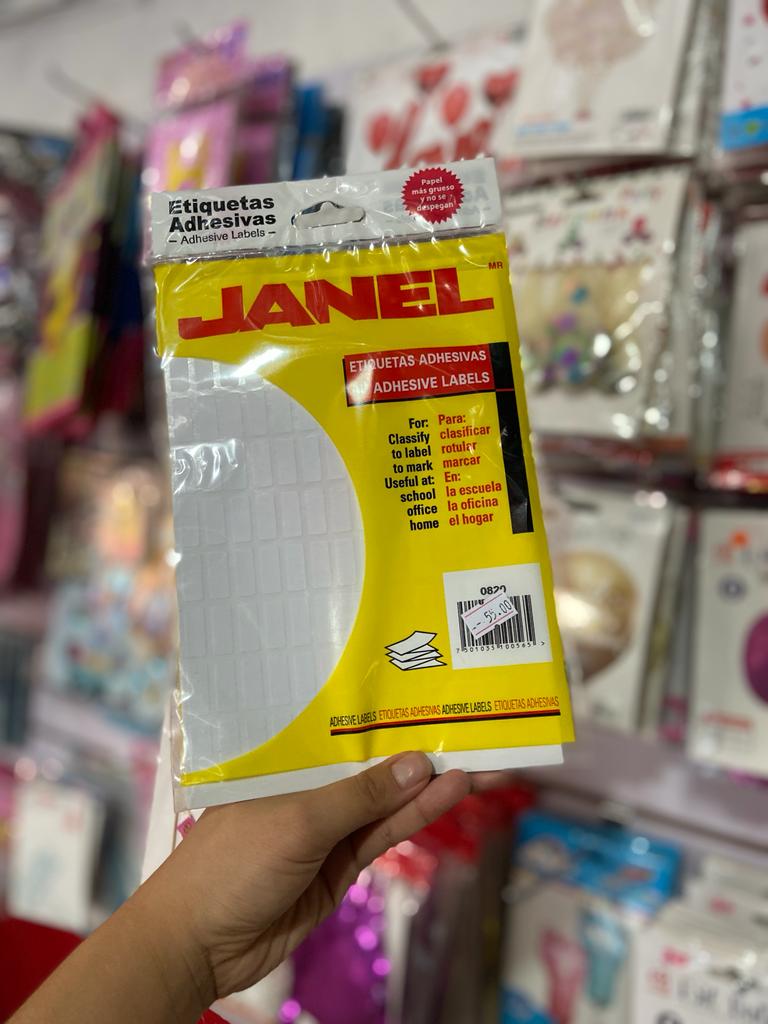 Etiquetas
Adhesivas
– Adhesive Labels –
Papel
más grueso
y no se
despegan
JANEL MR
ETIQUETAS ADHESIVAS
ADHESIVE LABELS
For: Para:
Classify clasificar
to label rotular
to mark marcar
Useful at: En:
school la escuela
office la oficina
home el hogar
0820
55.00
7 501033 100565 >
ADHESIVE LABELS ETIQUETAS ADHESIVAS ADHESIVE LABELS ETIQUETAS ADHESIVAS